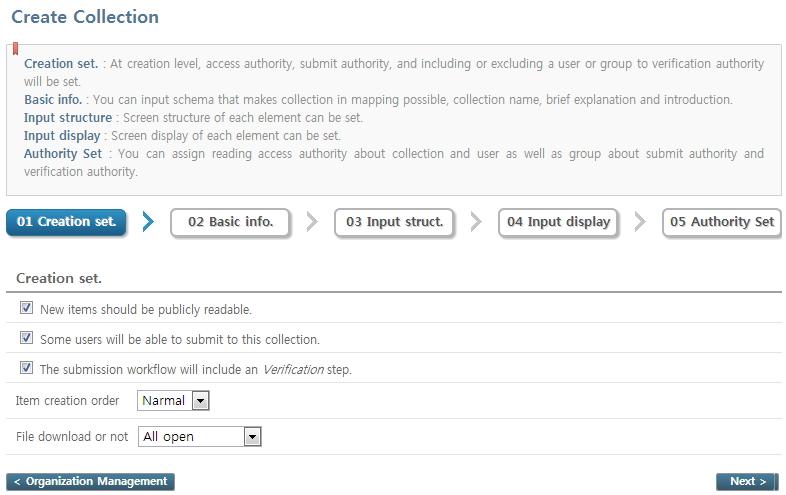 Create Collection
Creation set. : At creation level, access authority, submit authority, and including or excluding a user or group to verification authority
will be set.
Basic info. : You can input schema that makes collection in mapping possible, collection name, brief explanation and introduction.
Input structure : Screen structure of each element can be set.
Input display : Screen display of each element can be set.
Authority Set : You can assign reading access authority about collection and user as well as group about submit authority and
verification authority.
01 Creation set. 02 Basic info. 03 Input struct. 04 Input display 05 Authority Set
Creation set.
New items should be publicly readable.
Some users will be able to submit to this collection.
The submission workflow will include an Verification step.
Item creation order Narmal
File download or not All open
< Organization Management Next >